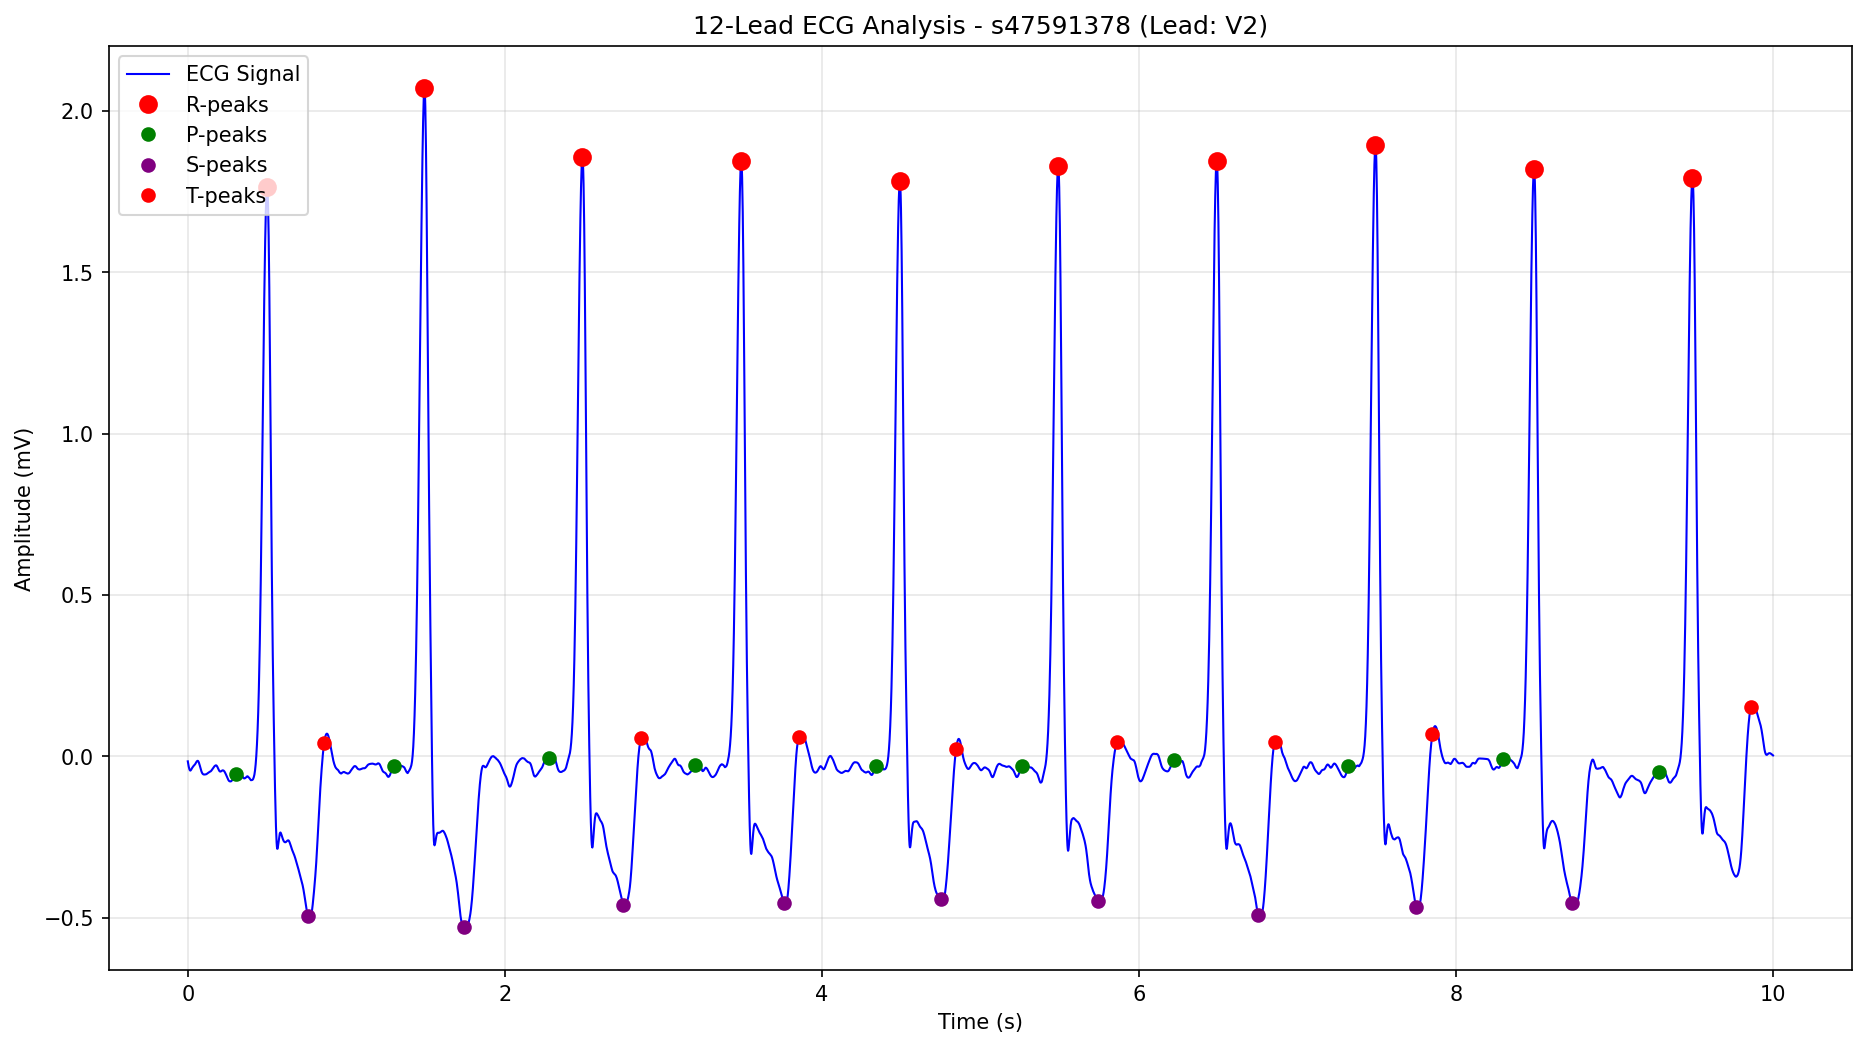 12-Lead ECG Analysis - s47591378 (Lead: V2)
ECG Signal
R-peaks
P-peaks
S-peaks
T-peaks
Amplitude (mV)
2.0
1.5
1.0
0.5
0.0
−0.5
0 2 4 6 8 10
Time (s)